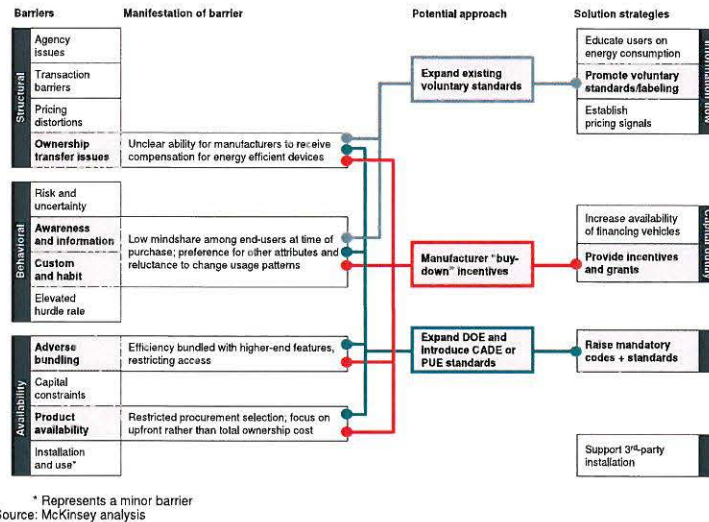 Barriers
Manifestation of barrier
Potential approach
Solution strategies
Structural
Agency
issues
Transaction
barriers
Pricing
distortions
Ownership
transfer issues
Unclear ability for manufacturers to receive
compensation for energy efficient devices
Behavioral
Risk and
uncertainty
Awareness
and information
Custom
and habit
Elevated
hurdle rate
Low mindshare among end-users at time of
purchase; preference for other attributes and
reluctance to change usage patterns
Availability
Adverse
bundling
Efficiency bundled with higher-end features,
restricting access
Capital
constraints
Product
availability
Restricted procurement selection; focus on
upfront rather than total ownership cost
Installation
and use*
Expand existing
voluntary standards
Manufacturer "buy-
down" incentives
Expand DOE and
introduce CADE or
PUE standards
Educate users on
energy consumption
Promote voluntary
standards/labeling
Establish
pricing signals
Increase availability
of financing vehicles
Provide incentives
and grants
Raise mandatory
codes + standards
Support 3rd-party
installation
* Represents a minor barrier
Source: McKinsey analysis